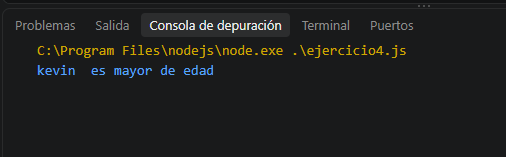 Problemas Salida Consola de depuración Terminal Puertos
C:\Program Files\nodejs\node.exe .\ejercicio4.js
kevin  es mayor de edad